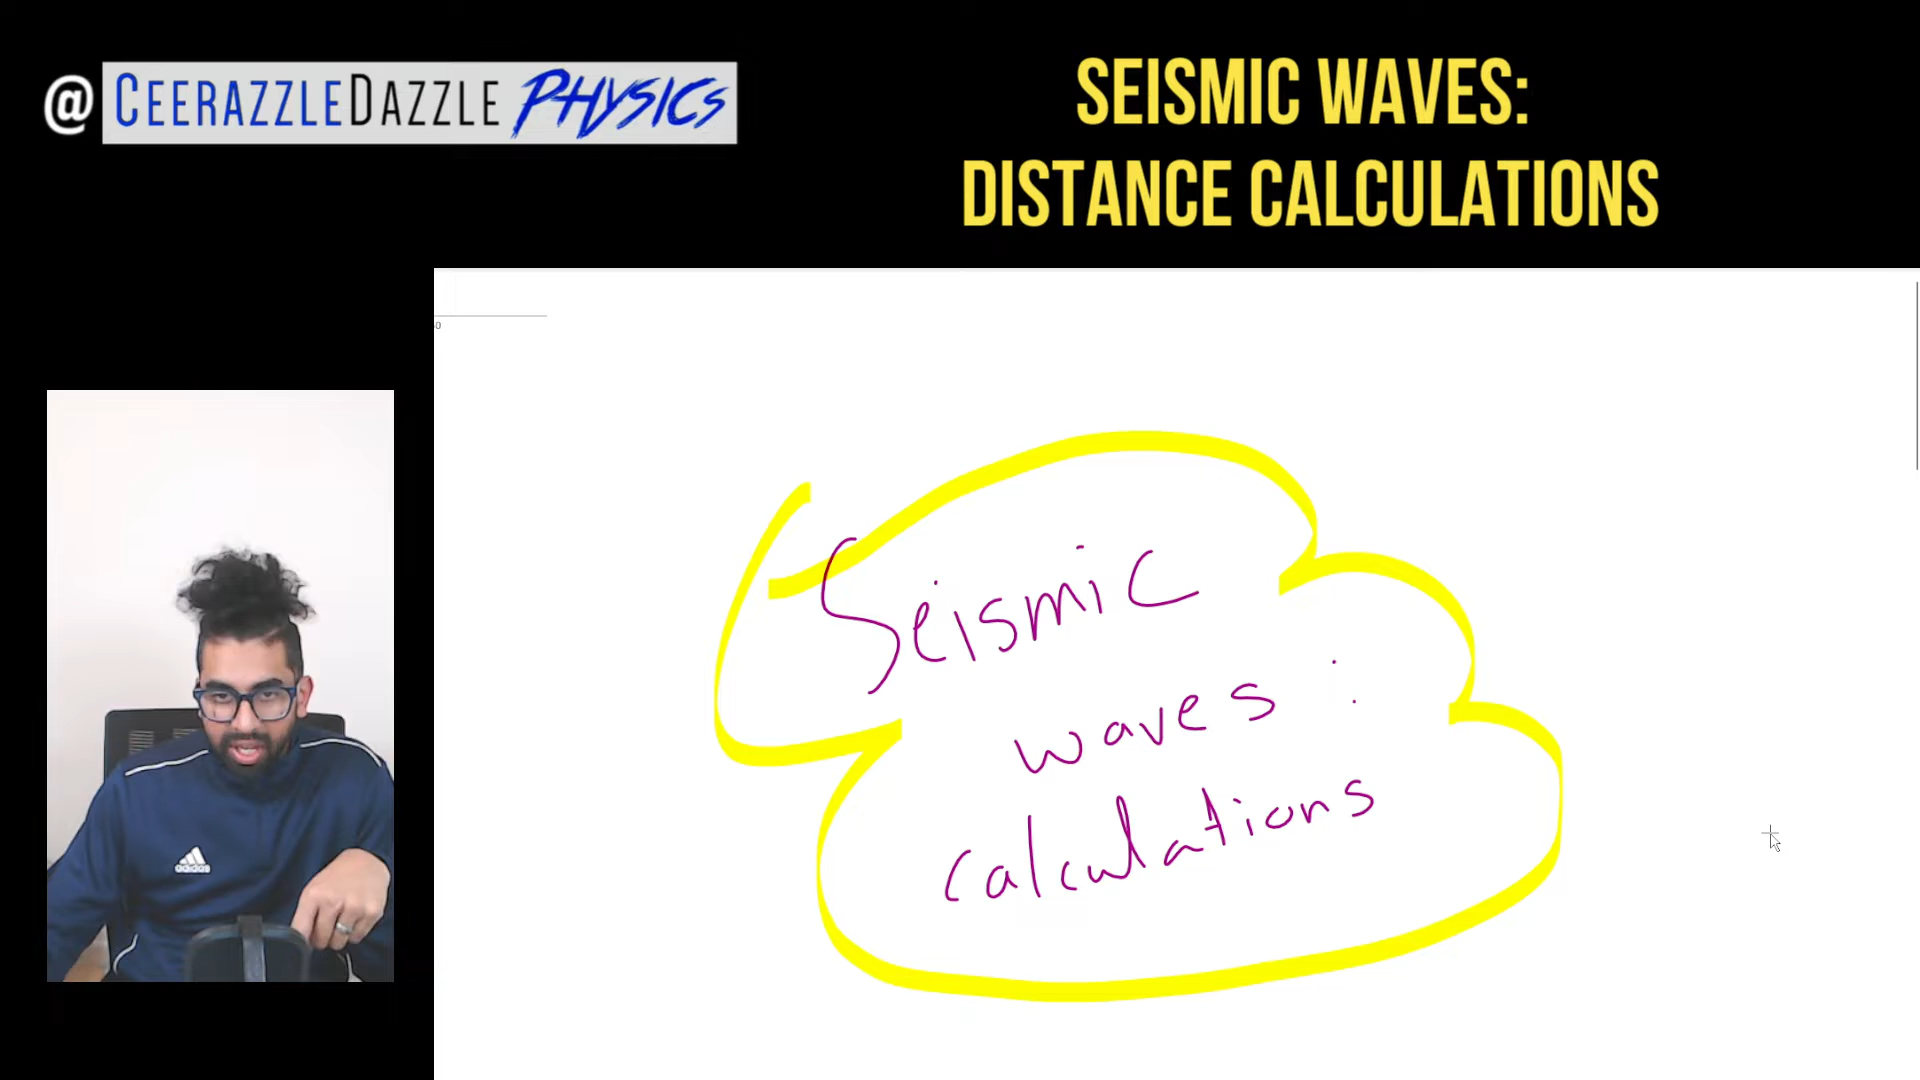 @ CEERAZZLEDAZZLE PHYSICS
SEISMIC WAVES:
DISTANCE CALCULATIONS
Seismic
waves :
calculations
adidas